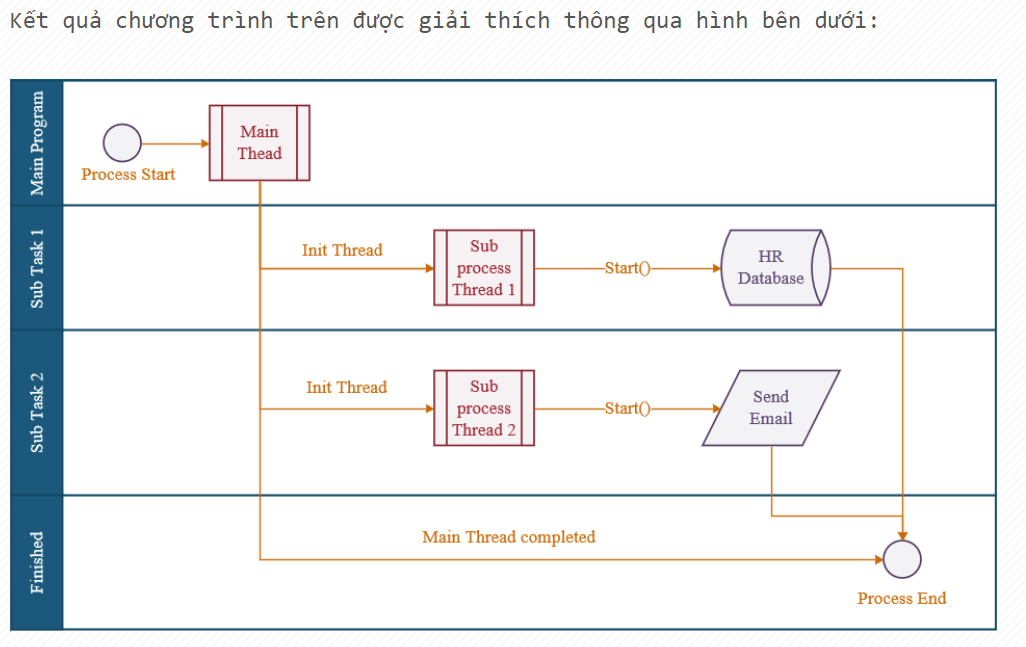 Kết quả chương trình trên được giải thích thông qua hình bên dưới:
Main Program
Process Start
Main
Thead
Sub Task 1
Init Thread
Sub
process
Thread 1
Start()
HR
Database
Sub Task 2
Init Thread
Sub
process
Thread 2
Start()
Send
Email
Finished
Main Thread completed
Process End